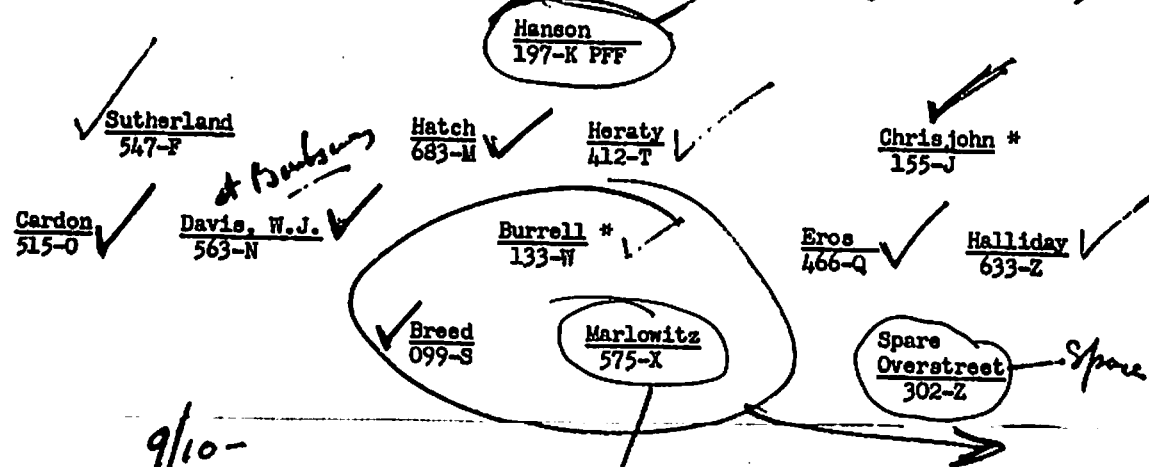 Hanson
197-K PFF
Sutherland
547-F
Hatch
683-M
Heraty
412-T
Chrisjohn *
155-J
Cardon
515-O
Davis, W.J.
563-N
Burrell *
133-W
Eros
466-Q
Halliday
633-Z
Breed
099-S
Marlowitz
575-X
Spare
Overstreet
302-Z
Spare
9/10-